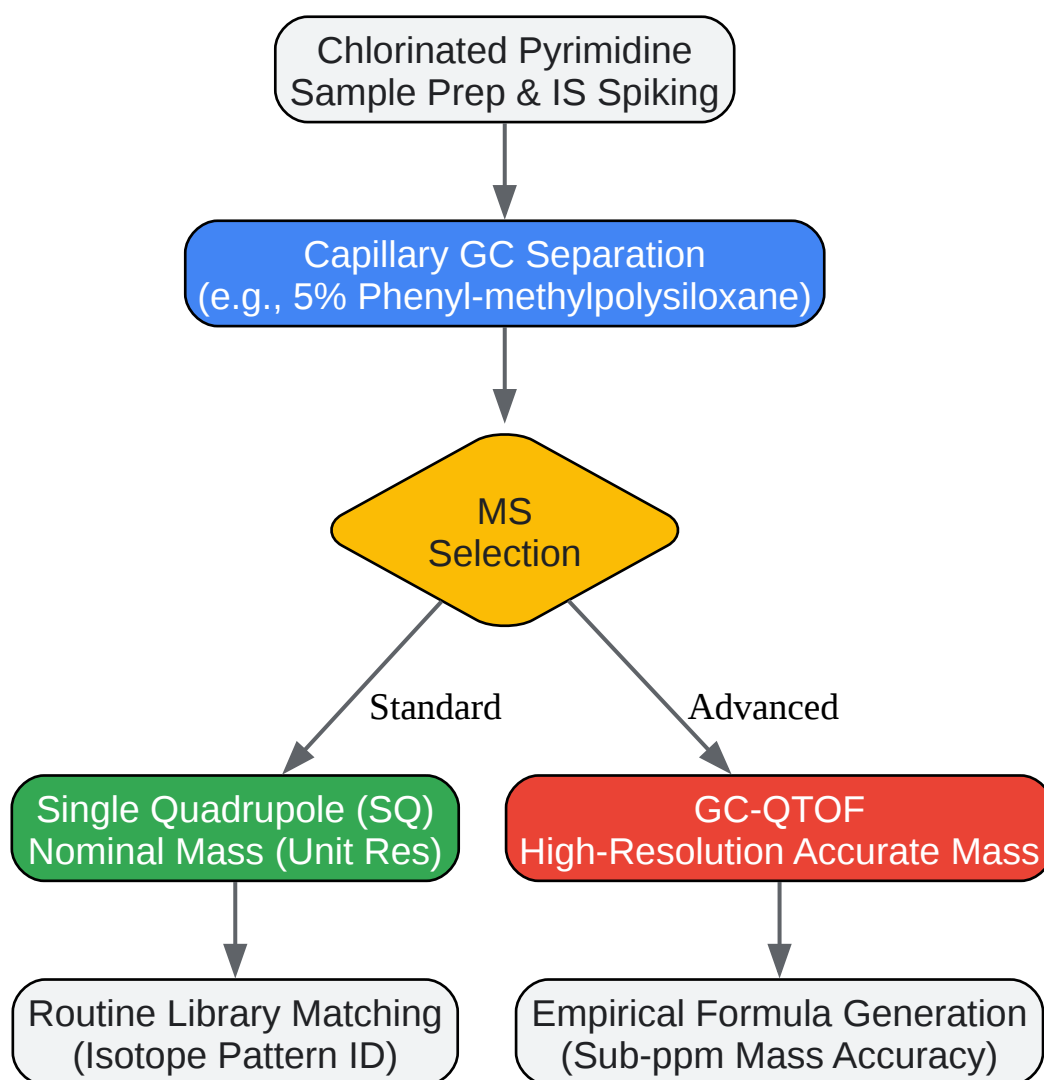 Chlorinated Pyrimidine
Sample Prep & IS Spiking
Capillary GC Separation
(e.g., 5% Phenyl-methylpolysiloxane)
MS
Selection
Standard
Advanced
Single Quadrupole (SQ)
Nominal Mass (Unit Res)
GC-QTOF
High-Resolution Accurate Mass
Routine Library Matching
(Isotope Pattern ID)
Empirical Formula Generation
(Sub-ppm Mass Accuracy)